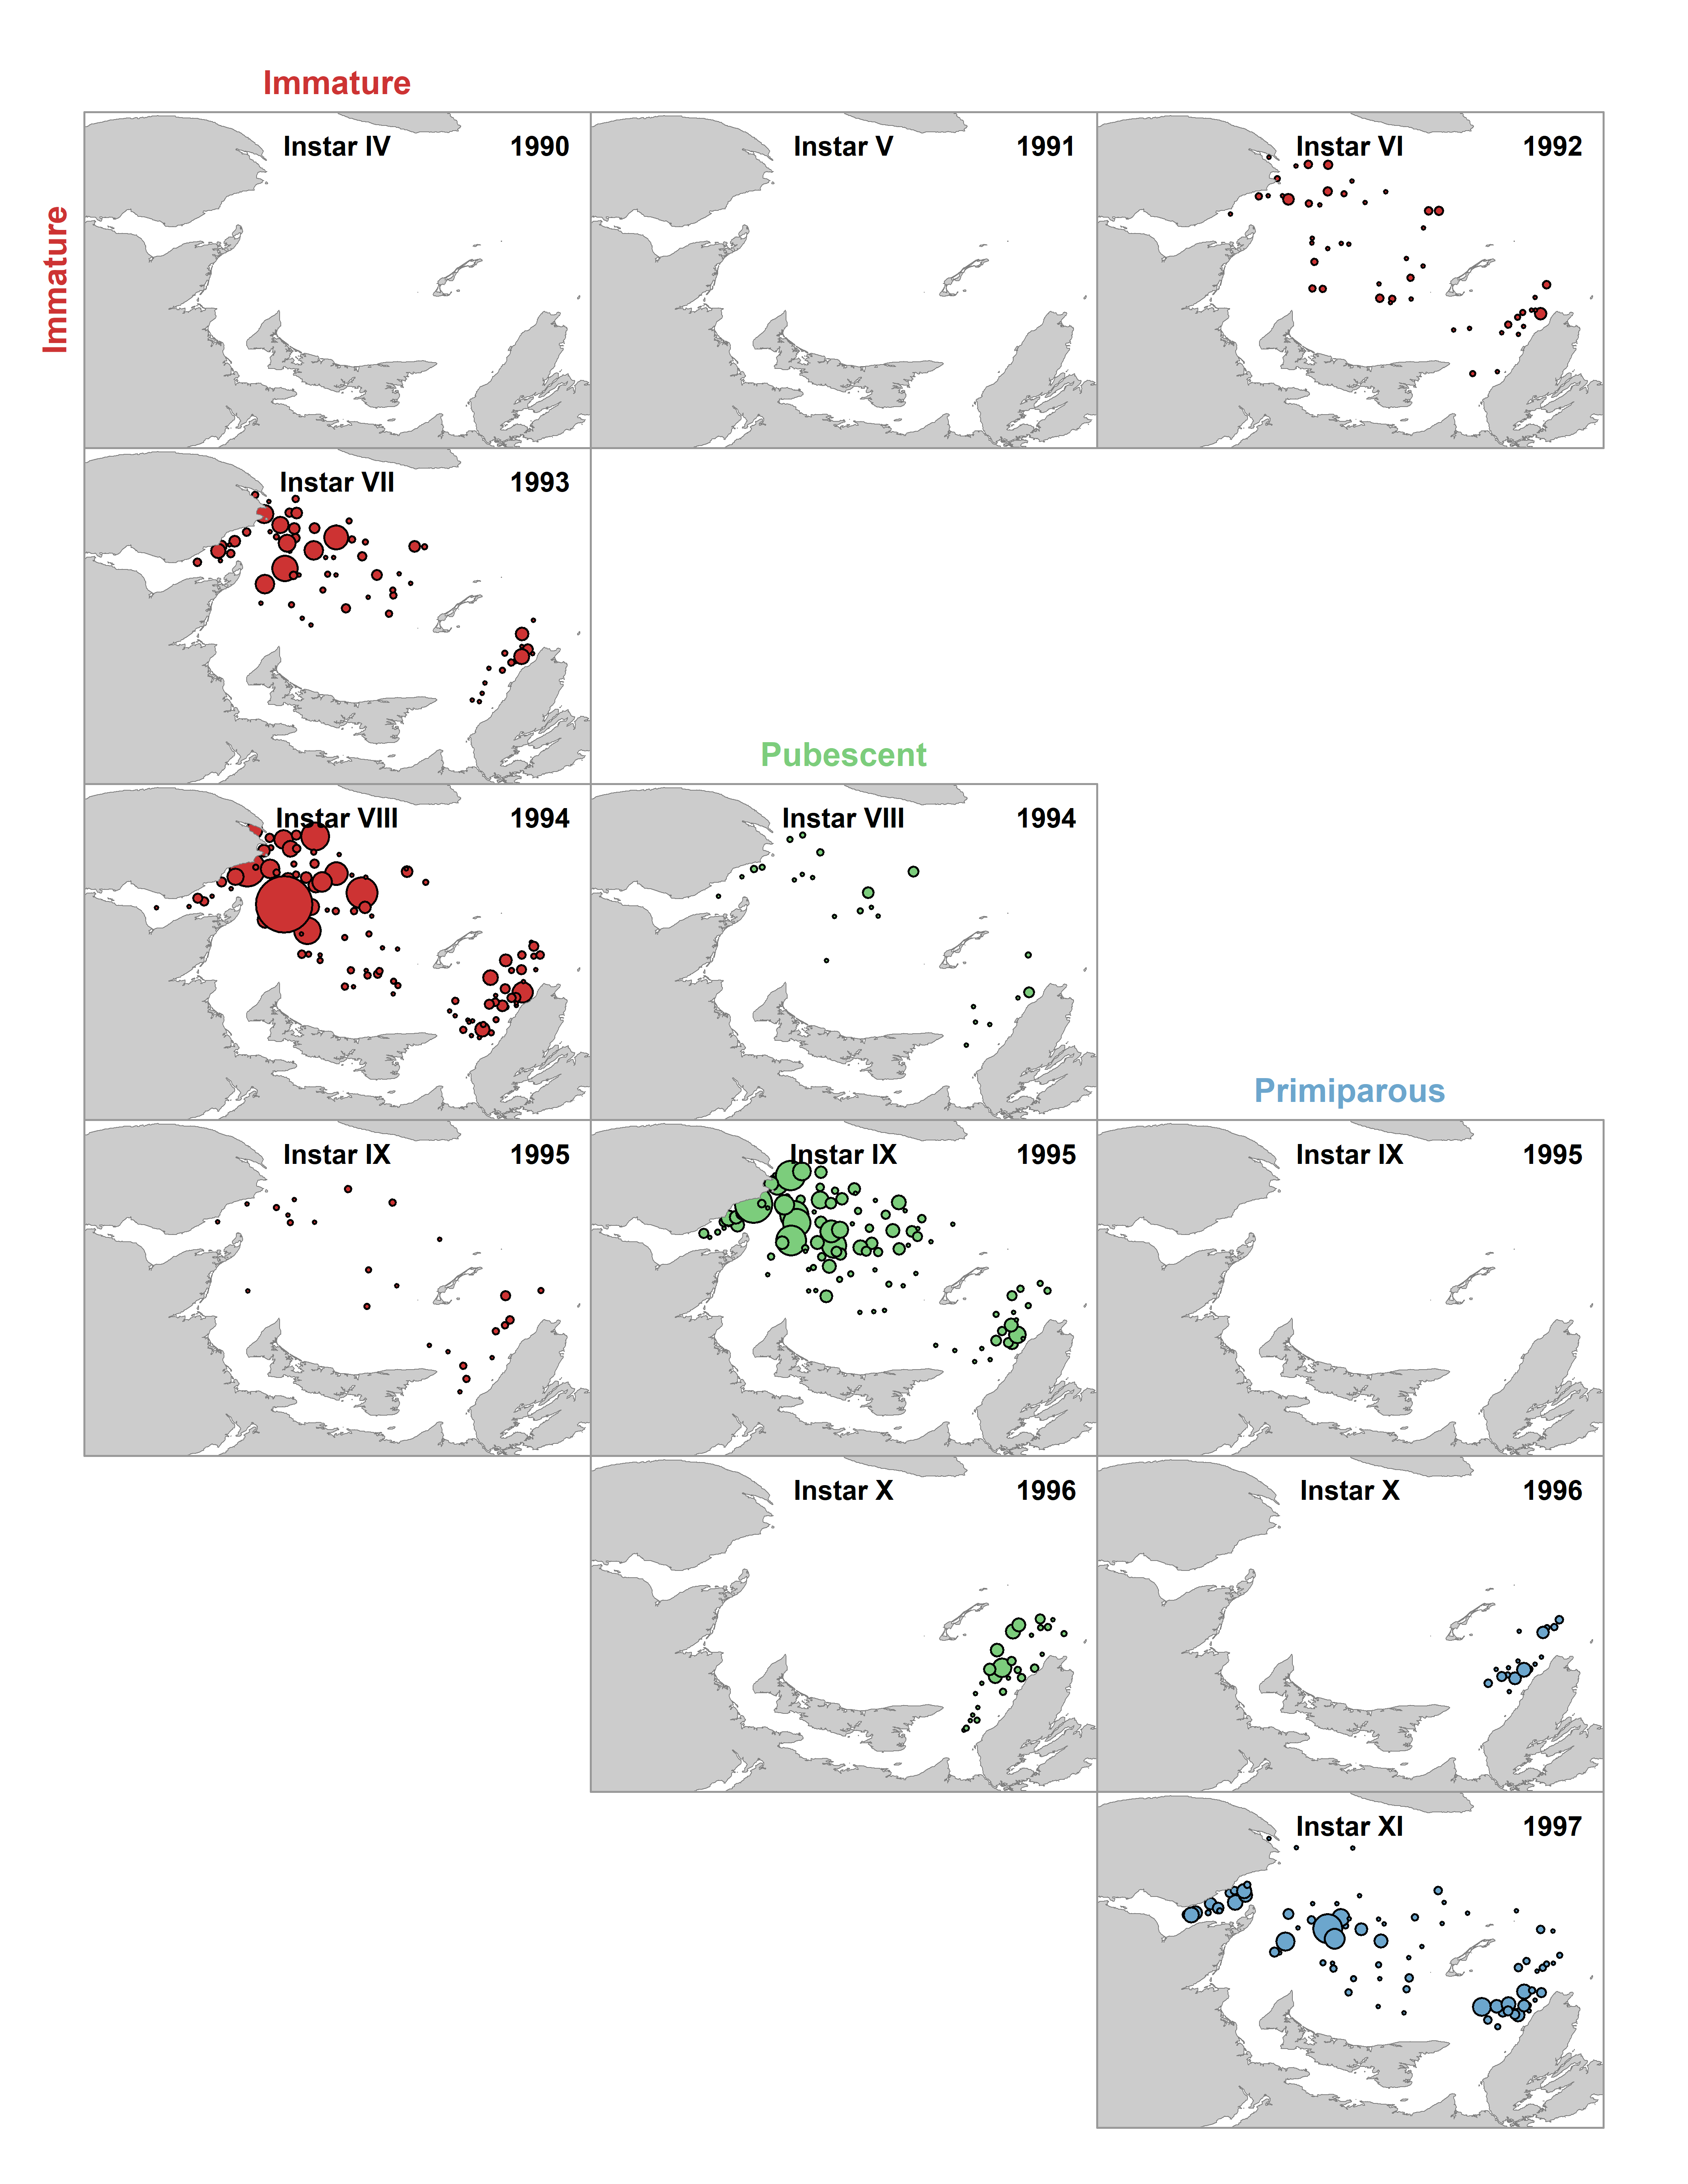 Immature
Immature
Instar IV 1990
Instar V 1991
Instar VI 1992
Instar VII 1993
Pubescent
Instar VIII 1994
Instar VIII 1994
Primiparous
Instar IX 1995
Instar IX 1995
Instar IX 1995
Instar X 1996
Instar X 1996
Instar XI 1997